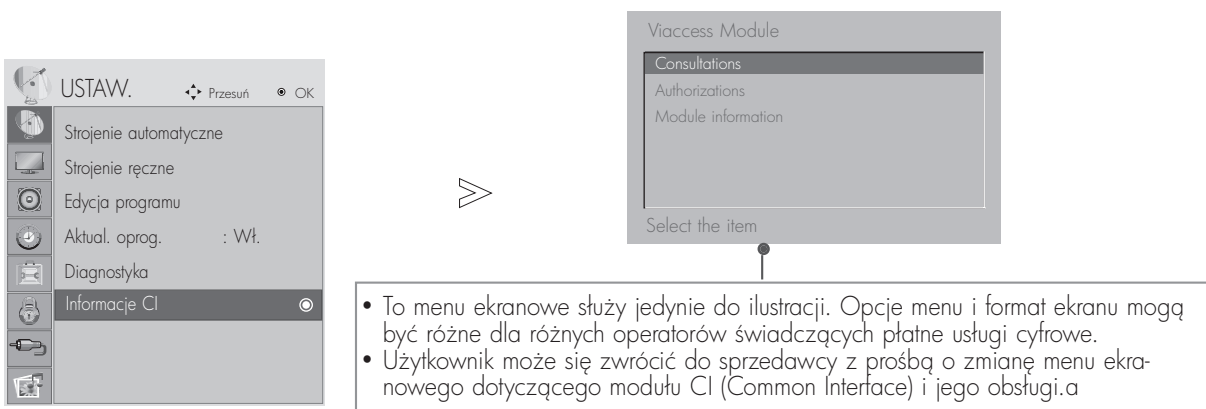 USTAW. Przesuń OK
Strojenie automatyczne
Strojenie ręczne
Edycja programu
Aktual. oprog. : Wł.
Diagnostyka
Informacje CI
Viaccess Module
Consultations
Authorizations
Module information
Select the item
• To menu ekranowe służy jedynie do ilustracji. Opcje menu i format ekranu mogą
być różne dla różnych operatorów świadczących płatne usługi cyfrowe.
• Użytkownik może się zwrócić do sprzedawcy z prośbą o zmianę menu ekra-
nowego dotyczącego modułu CI (Common Interface) i jego obsługi.a